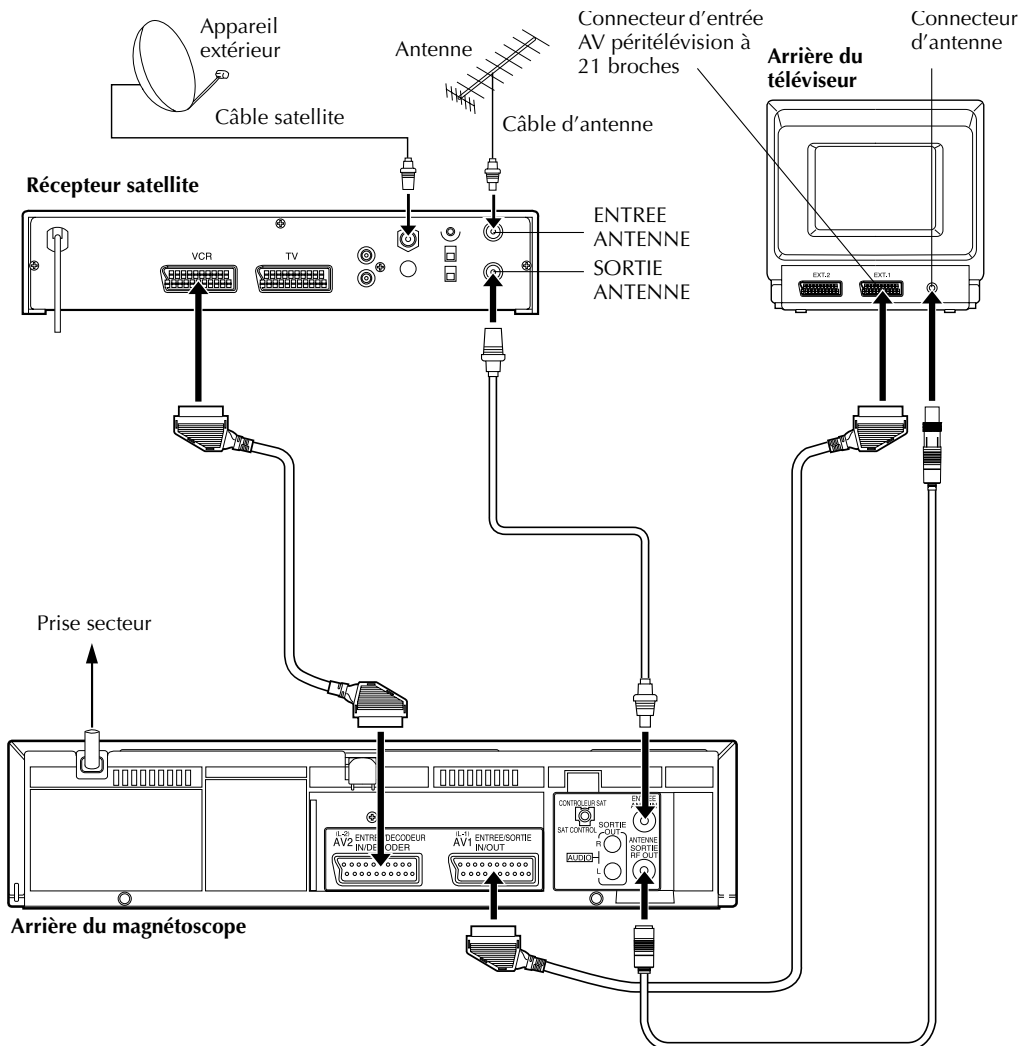 Appareil
extérieur
Antenne
Connecteur d'entrée
AV péritélévision à
21 broches
Arrière du
téléviseur
Connecteur
d'antenne
Câble satellite
Câble d'antenne
Récepteur satellite
ENTREE
ANTENNE
SORTIE
ANTENNE
VCR
TV
EXT.2
EXT.1
Prise secteur
(L-2)
AV2 ENTREE/DECODEUR
IN/DECODER
(L-1)
AV1 ENTREE/SORTIE
IN/OUT
CONTROLEUR SAT
SAT CONTROL
SORTIE
OUT
R
AUDIO
L
ENTREE
ANTENNE
SORTIE
RF OUT
Arrière du magnétoscope